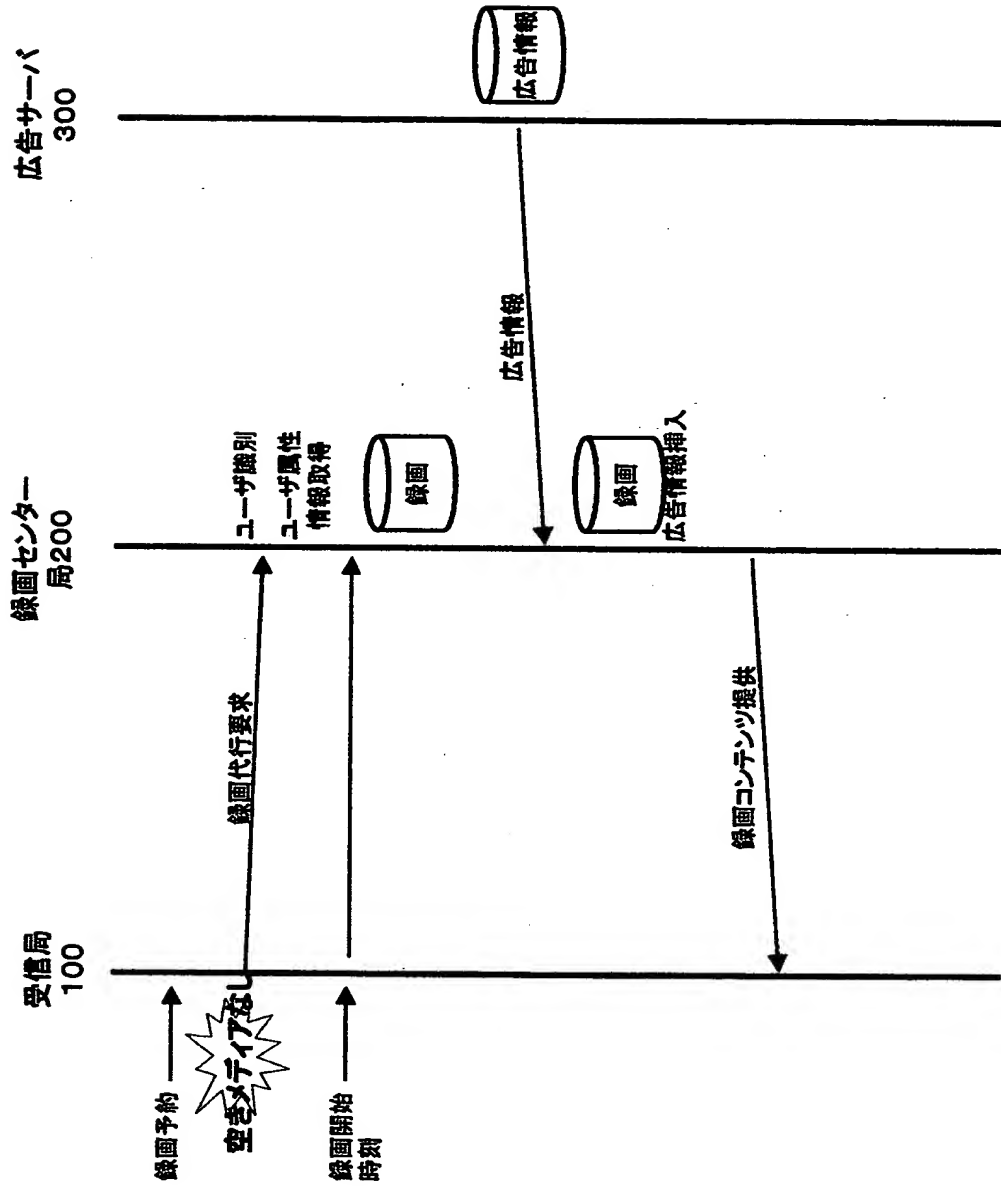 受信局
100
録画センター
局200
広告サーバ
300
録画予約
空きメディアなし
録画代行要求
ユーザ識別
ユーザ属性
情報取得
録画開始
時刻
録画
広告情報
広告情報
録画
広告情報挿入
録画コンテンツ提供